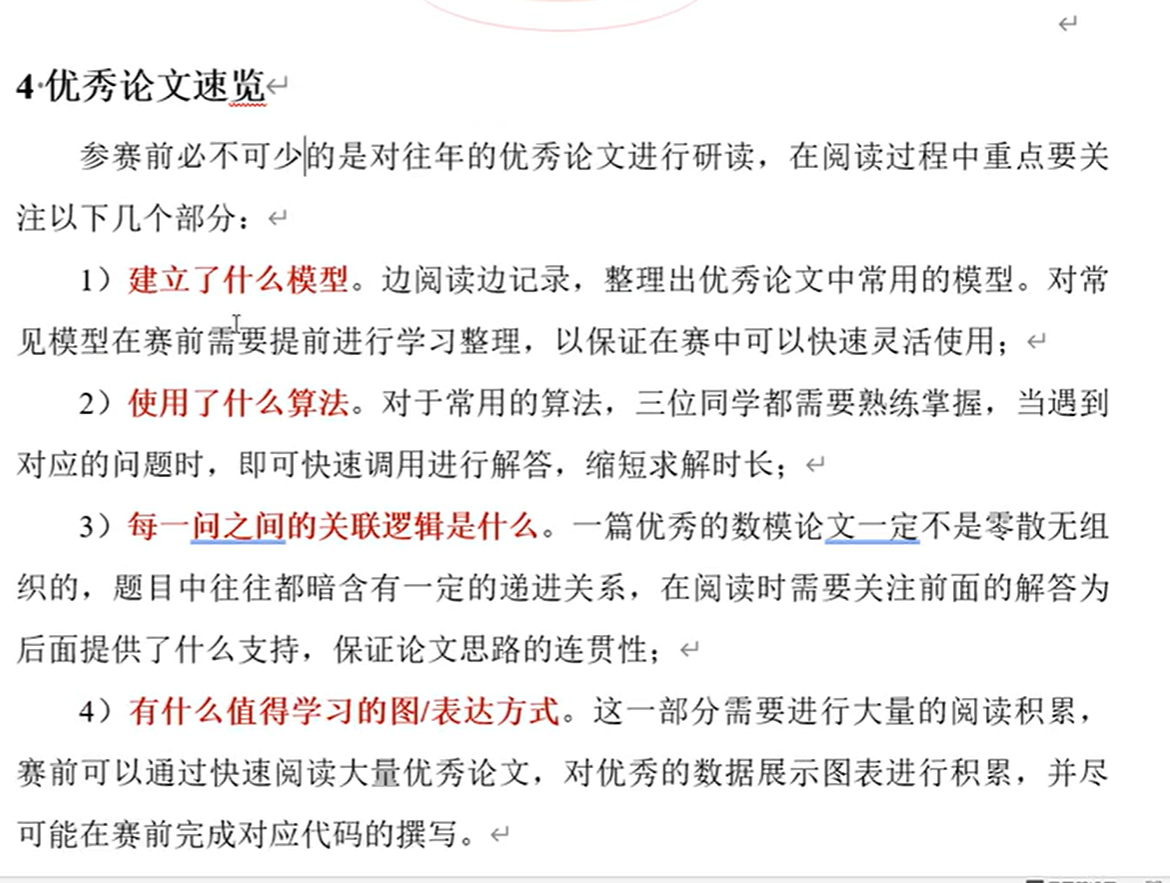 4 优秀论文速览
参赛前必不可少的是对往年的优秀论文进行研读，在阅读过程中重点要关
注以下几个部分：
1）建立了什么模型。边阅读边记录，整理出优秀论文中常用的模型。对常
见模型在赛前需要提前进行学习整理，以保证在赛中可以快速灵活使用；
2）使用了什么算法。对于常用的算法，三位同学都需要熟练掌握，当遇到
对应的问题时，即可快速调用进行解答，缩短求解时长；
3）每一问之间的关联逻辑是什么。一篇优秀的数模论文一定不是零散无组
织的，题目中往往都暗含有一定的递进关系，在阅读时需要关注前面的解答为
后面提供了什么支持，保证论文思路的连贯性；
4）有什么值得学习的图/表达方式。这一部分需要进行大量的阅读积累，
赛前可以通过快速阅读大量优秀论文，对优秀的数据展示图表进行积累，并尽
可能在赛前完成对应代码的撰写。